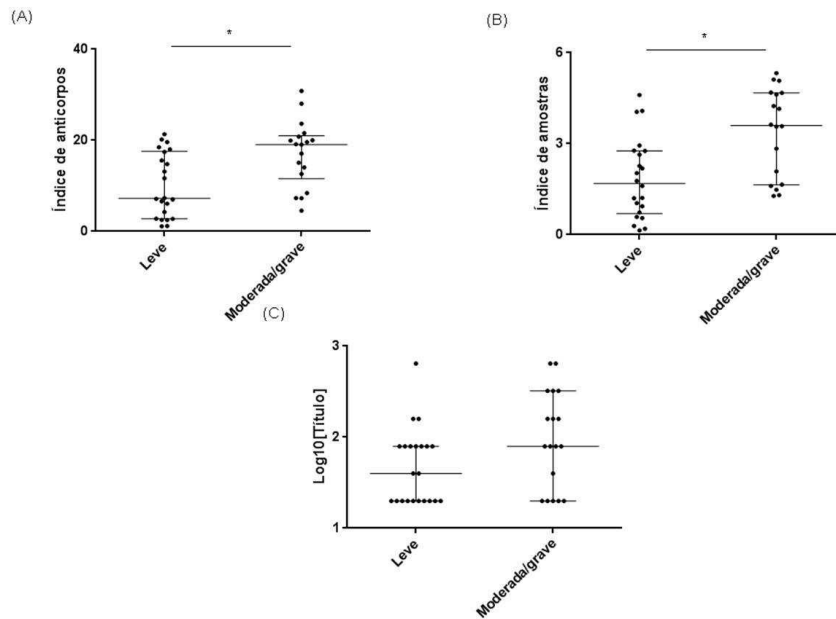 (A)
*
40
20
0
Índice de anticorpos
Leve
Moderada/grave
(B)
*
6
3
0
Índice de amostras
Leve
Moderada/grave
(C)
3
2
1
Log10[Título]
Leve
Moderada/grave